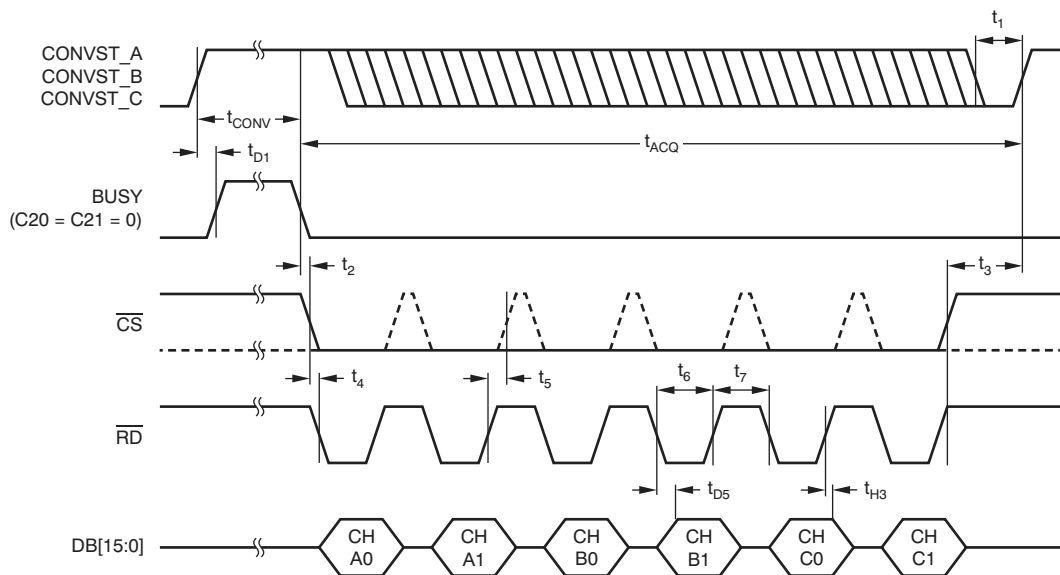 t1
CONVST_A
CONVST_B
CONVST_C
tCONV
tACQ
tD1
BUSY
(C20 = C21 = 0)
t2
t3
CS
t4
t5
t6
t7
RD
tD5
tH3
DB[15:0]
CH
A0
CH
A1
CH
B0
CH
B1
CH
C0
CH
C1